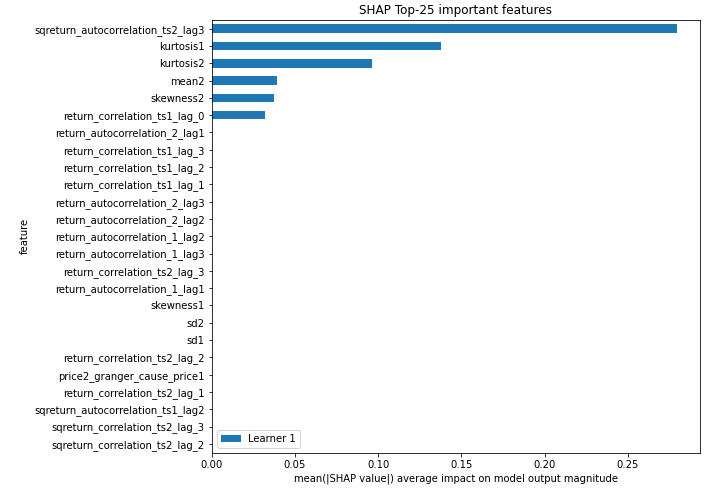 SHAP Top-25 important features
sqreturn_autocorrelation_ts2_lag3
kurtosis1
kurtosis2
mean2
skewness2
return_correlation_ts1_lag_0
return_autocorrelation_2_lag1
return_correlation_ts1_lag_3
return_correlation_ts1_lag_2
return_correlation_ts1_lag_1
return_autocorrelation_2_lag3
return_autocorrelation_2_lag2
return_autocorrelation_1_lag2
return_autocorrelation_1_lag3
return_correlation_ts2_lag_3
return_autocorrelation_1_lag1
skewness1
sd2
sd1
return_correlation_ts2_lag_2
price2_granger_cause_price1
return_correlation_ts2_lag_1
sqreturn_autocorrelation_ts1_lag2
sqreturn_correlation_ts2_lag_3
sqreturn_correlation_ts2_lag_2
feature
Learner 1
0.00 0.05 0.10 0.15 0.20 0.25
mean(|SHAP value|) average impact on model output magnitude